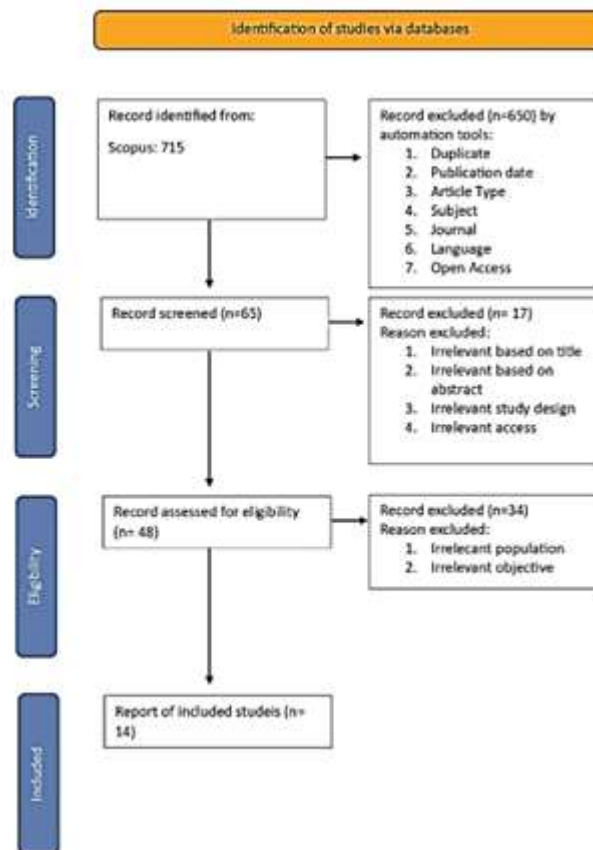 Identification of studies via databases
Identification
Record identified from:
Scopus: 715
Record excluded (n=650) by
automation tools:
1. Duplicate
2. Publication date
3. Article Type
4. Subject
5. Journal
6. Language
7. Open Access
Screening
Record screened (n=65)
Record excluded (n= 17)
Reason excluded:
1. Irrelevant based on title
2. Irrelevant based on
abstract
3. Irrelevant study design
4. Irrelevant access
Eligibility
Record assessed for eligibility
(n= 48)
Record excluded (n=34)
Reason excluded:
1. Irrelecant population
2. Irrelevant objective
Included
Report of included studeis (n=
14)